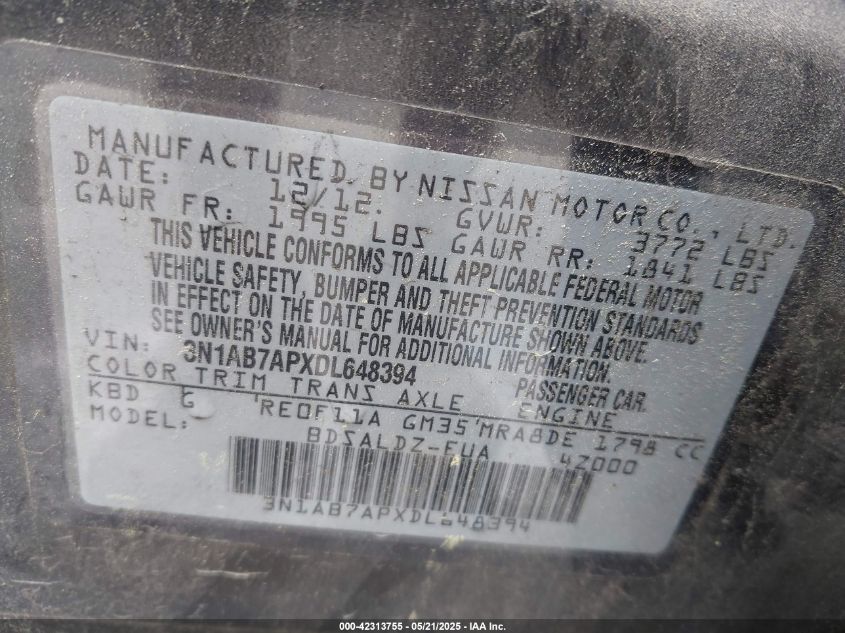 MANUFACTURED BY NISSAN MOTOR CO., LTD.
DATE: 12/12. GVWR: 3772 LBS
GAWR FR: 1995 LBS GAWR RR: 1841 LBS
THIS VEHICLE CONFORMS TO ALL APPLICABLE FEDERAL MOTOR
VEHICLE SAFETY, BUMPER AND THEFT PREVENTION STANDARDS
IN EFFECT ON THE DATE OF MANUFACTURE SHOWN ABOVE.
SEE OWNER'S MANUAL FOR ADDITIONAL INFORMATION.
VIN: 3N1AB7APXDL648394 PASSENGER CAR.
COLOR TRIM TRANS AXLE ENGINE
KBD G RE0F11A GM35 MRA8DE 1798 CC
MODEL: BDSALDZ-EUA 4Z000
3N1AB7APXDL648394
000-42313755 - 05/21/2025 - IAA Inc.